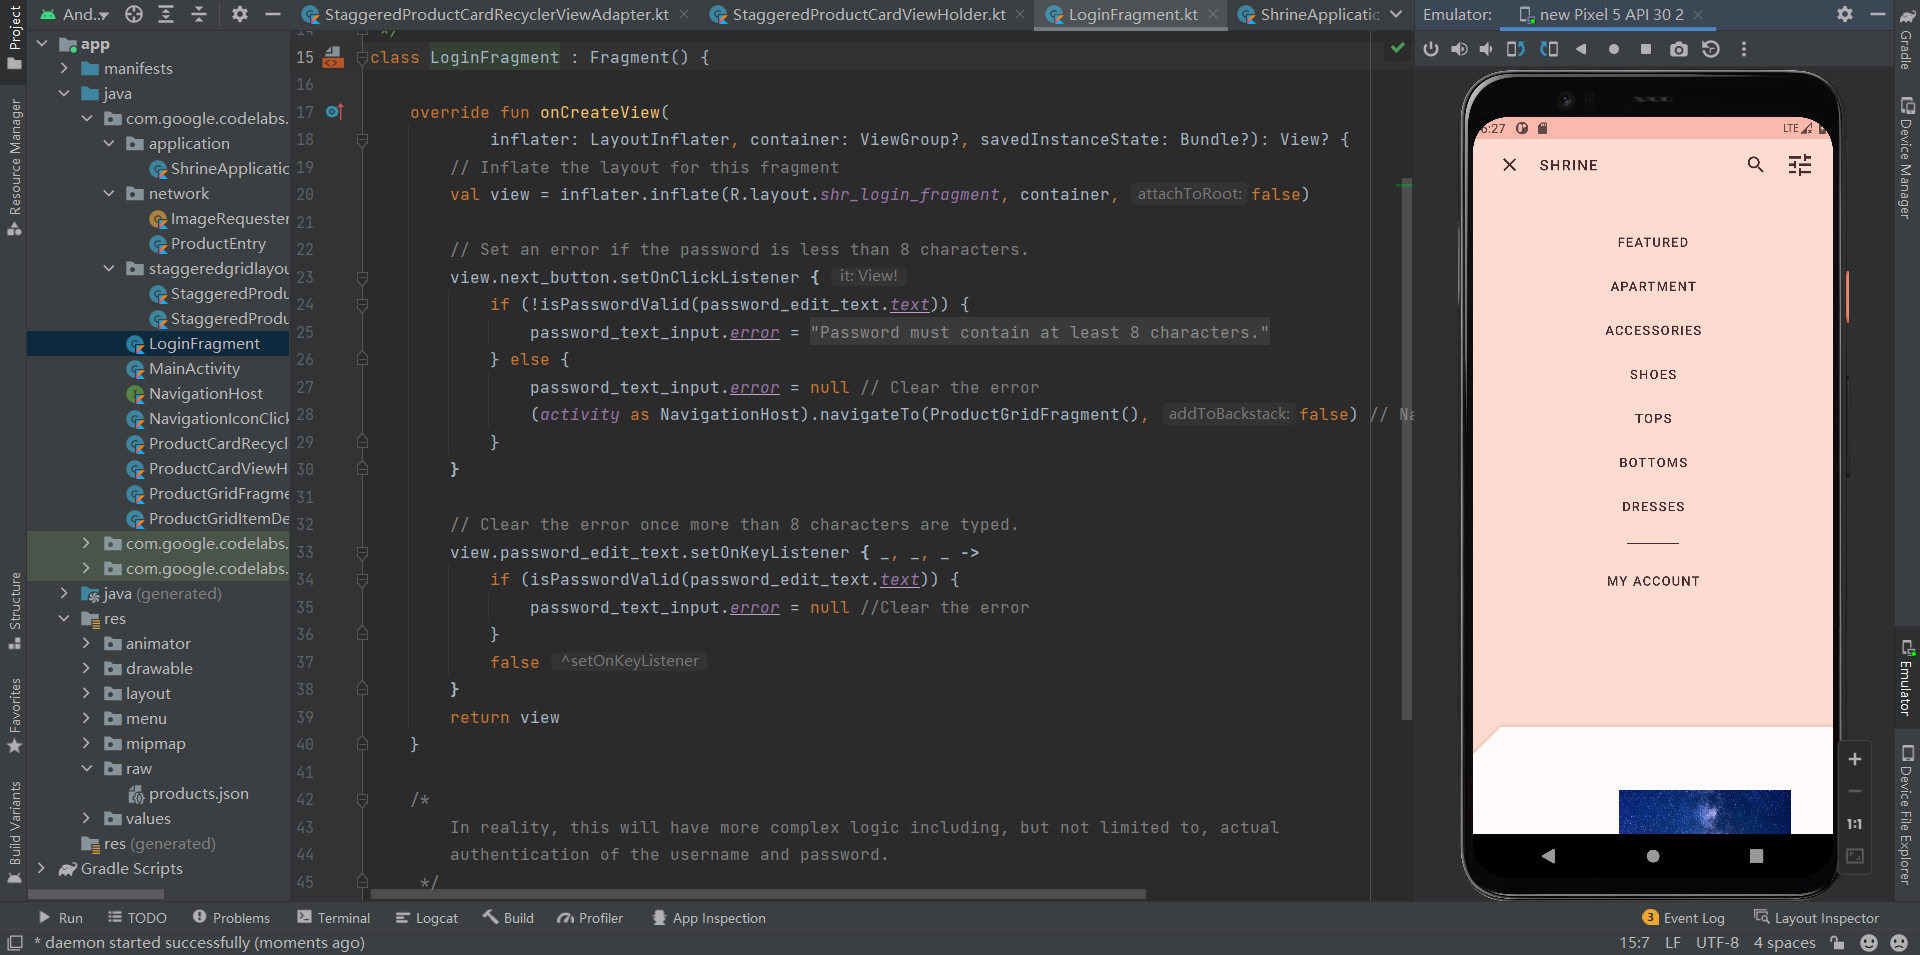 And...
StaggeredProductCardRecyclerViewAdapter.kt
StaggeredProductCardViewHolder.kt
LoginFragment.kt
ShrineApplicatic
Emulator:
new Pixel 5 API 30 2
Project
Resource Manager
Structure
Favorites
Build Variants
app
manifests
java
com.google.codelabs.
application
ShrineApplicatic
network
ImageRequester
ProductEntry
staggeredgridlayou
StaggeredProdu
StaggeredProdu
LoginFragment
MainActivity
NavigationHost
NavigationIconClick
ProductCardRecycl
ProductCardViewH
ProductGridFragme
ProductGridItemDe
com.google.codelabs.
com.google.codelabs.
java (generated)
res
animator
drawable
layout
menu
mipmap
raw
products.json
values
res (generated)
Gradle Scripts
14 */
15 class LoginFragment : Fragment() {
16
17 override fun onCreateView(
18 inflater: LayoutInflater, container: ViewGroup?, savedInstanceState: Bundle?): View? {
19 // Inflate the layout for this fragment
20 val view = inflater.inflate(R.layout.shr_login_fragment, container, attachToRoot: false)
21
22 // Set an error if the password is less than 8 characters.
23 view.next_button.setOnClickListener { it: View!
24 if (!isPasswordValid(password_edit_text.text)) {
25 password_text_input.error = "Password must contain at least 8 characters."
26 } else {
27 password_text_input.error = null // Clear the error
28 (activity as NavigationHost).navigateTo(ProductGridFragment(), addToBackstack: false) // Na
29 }
30 }
31
32 // Clear the error once more than 8 characters are typed.
33 view.password_edit_text.setOnKeyListener { _, _, _ ->
34 if (isPasswordValid(password_edit_text.text)) {
35 password_text_input.error = null //Clear the error
36 }
37 false ^setOnKeyListener
38 }
39 return view
40 }
41
42 /*
43 In reality, this will have more complex logic including, but not limited to, actual
44 authentication of the username and password.
45 */
6:27
LTE
SHRINE
FEATURED
APARTMENT
ACCESSORIES
SHOES
TOPS
BOTTOMS
DRESSES
MY ACCOUNT
1:1
Gradle
Device Manager
Emulator
Device File Explorer
Run
TODO
Problems
Terminal
Logcat
Build
Profiler
App Inspection
3 Event Log
Layout Inspector
* daemon started successfully (moments ago)
15:7 LF UTF-8 4 spaces